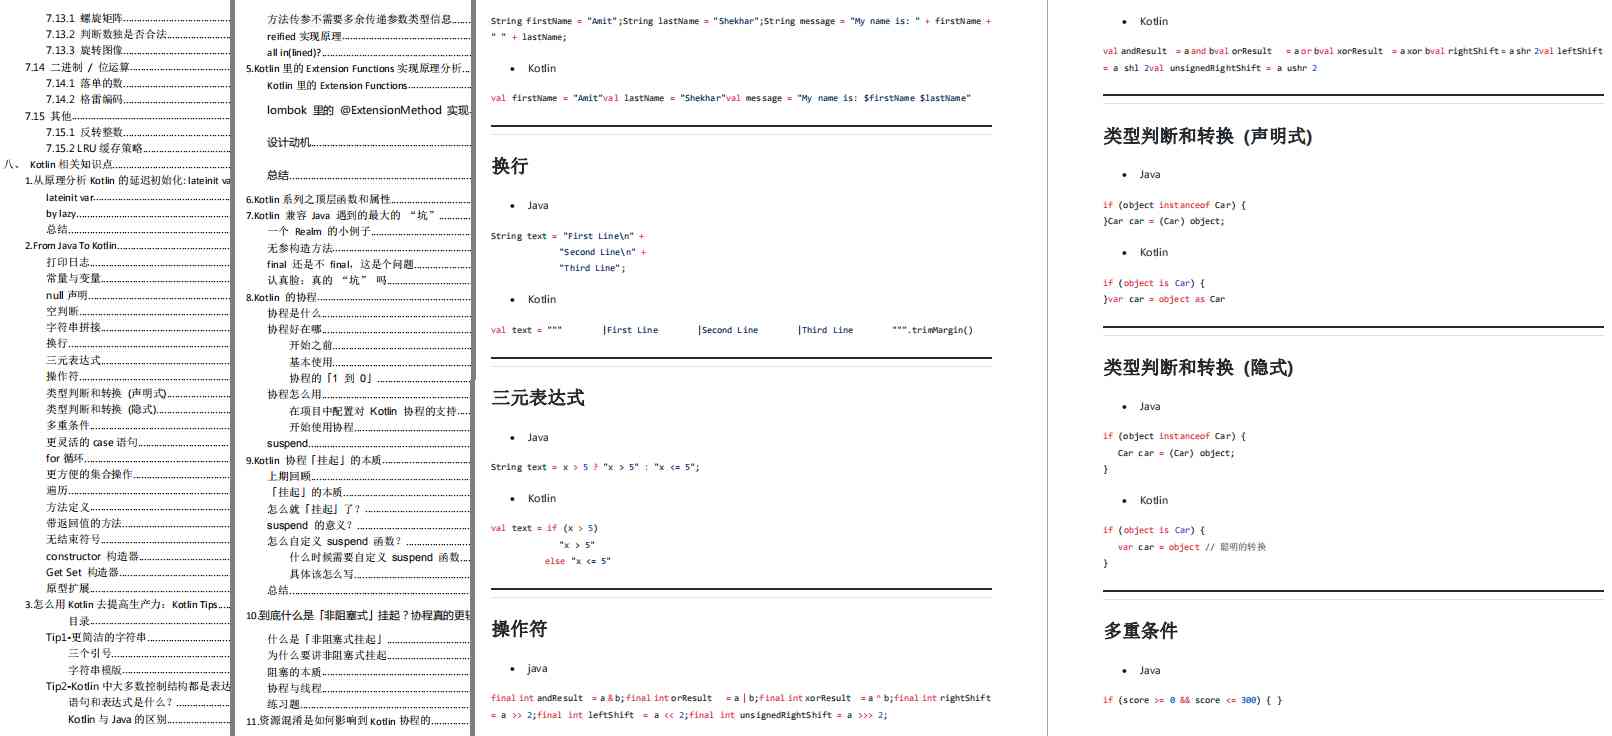 7.13.1 螺旋矩阵
7.13.2 判断数独是否合法
7.13.3 旋转图像
7.14 二进制 / 位运算
7.14.1 落单的数
7.14.2 格雷编码
7.15 其他
7.15.1 反转整数
7.15.2 LRU 缓存策略
八、 Kotlin 相关知识点
1.从原理分析 Kotlin 的延迟初始化: lateinit va
lateinit var
by lazy
总结
2.From Java To Kotlin
打印日志
常量与变量
null 声明
空判断
字符串拼接
换行
三元表达式
操作符
类型判断和转换 (声明式)
类型判断和转换 (隐式)
多重条件
更灵活的 case 语句
for 循环
更方便的集合操作
遍历
方法定义
带返回值的方法
无结束符号
constructor 构造器
Get Set 构造器
原型扩展
3.怎么用 Kotlin 去提高生产力：Kotlin Tips
目录
Tip1-更简洁的字符串
三个引号
字符串模版
Tip2-Kotlin 中大多数控制结构都是表达
语句和表达式是什么？
Kotlin 与 Java 的区别
方法传参不需要多余传递参数类型信息
reified 实现原理
all in(lined)?
5.Kotlin 里的 Extension Functions 实现原理分析
Kotlin 里的 Extension Functions
lombok 里的 @ExtensionMethod 实现
设计动机
总结
6.Kotlin 系列之顶层函数和属性
7.Kotlin 兼容 Java 遇到的最大的 “坑”
一个 Realm 的小例子
无参构造方法
final 还是不 final，这是个问题
认真脸：真的 “坑” 吗
8.Kotlin 的协程
协程是什么
协程好在哪
开始之前
基本使用
协程的「1 到 0」
协程怎么用
在项目中配置对 Kotlin 协程的支持
开始使用协程
suspend
9.Kotlin 协程「挂起」的本质
上期回顾
「挂起」的本质
怎么就「挂起」了？
suspend 的意义？
怎么自定义 suspend 函数？
什么时候需要自定义 suspend 函数
具体该怎么写
总结
10.到底什么是「非阻塞式」挂起？协程真的更轻
什么是「非阻塞式挂起」
为什么要讲非阻塞式挂起
阻塞的本质
协程与线程
练习题
11.资源混淆是如何影响到 Kotlin 协程的
String firstName = "Amit";String lastName = "Shekhar";String message = "My name is: " + firstName +
" " + lastName;
• Kotlin
val firstName = "Amit"val lastName = "Shekhar"val message = "My name is: $firstName $lastName"
换行
• Java
String text = "First Line\n" +
"Second Line\n" +
"Third Line";
• Kotlin
val text = """ |First Line |Second Line |Third Line """.trimMargin()
三元表达式
• Java
String text = x > 5 ? "x > 5" : "x <= 5";
• Kotlin
val text = if (x > 5)
"x > 5"
else "x <= 5"
操作符
• java
final int andResult = a & b;final int orResult = a | b;final int xorResult = a ^ b;final int rightShift
= a >> 2;final int leftShift = a << 2;final int unsignedRightShift = a >>> 2;
• Kotlin
val andResult = a and bval orResult = a or bval xorResult = a xor bval rightShift = a shr 2val leftShift
= a shl 2val unsignedRightShift = a ushr 2
类型判断和转换 (声明式)
• Java
if (object instanceof Car) {
}Car car = (Car) object;
• Kotlin
if (object is Car) {
}var car = object as Car
类型判断和转换 (隐式)
• Java
if (object instanceof Car) {
Car car = (Car) object;
}
• Kotlin
if (object is Car) {
var car = object // 聪明的转换
}
多重条件
• Java
if (score >= 0 && score <= 300) { }